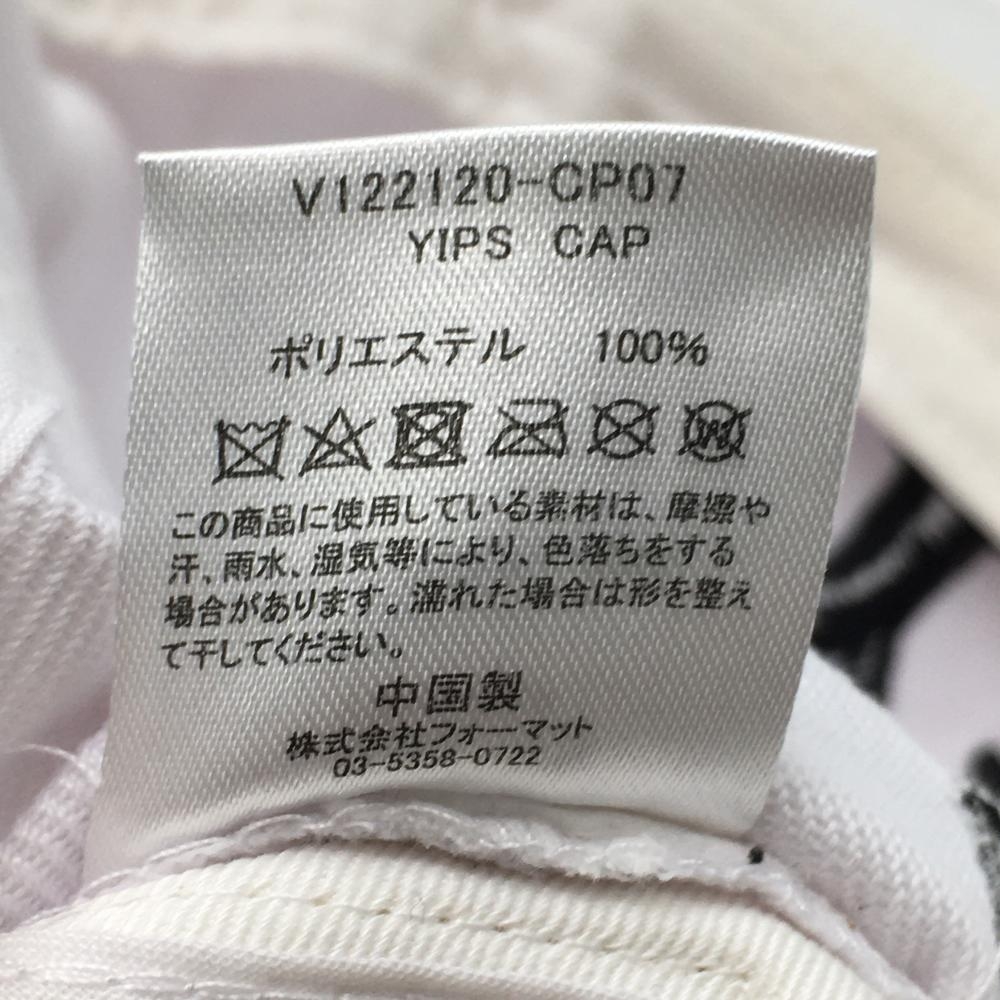 V122120-CP07
YIPS CAP
ポリエステル 100%
W
この商品に使用している素材は、摩擦や
汗、雨水、湿気等により、色落ちをする
場合があります。濡れた場合は形を整え
て干してください。
中国製
株式会社フォーマット
03-5358-0722